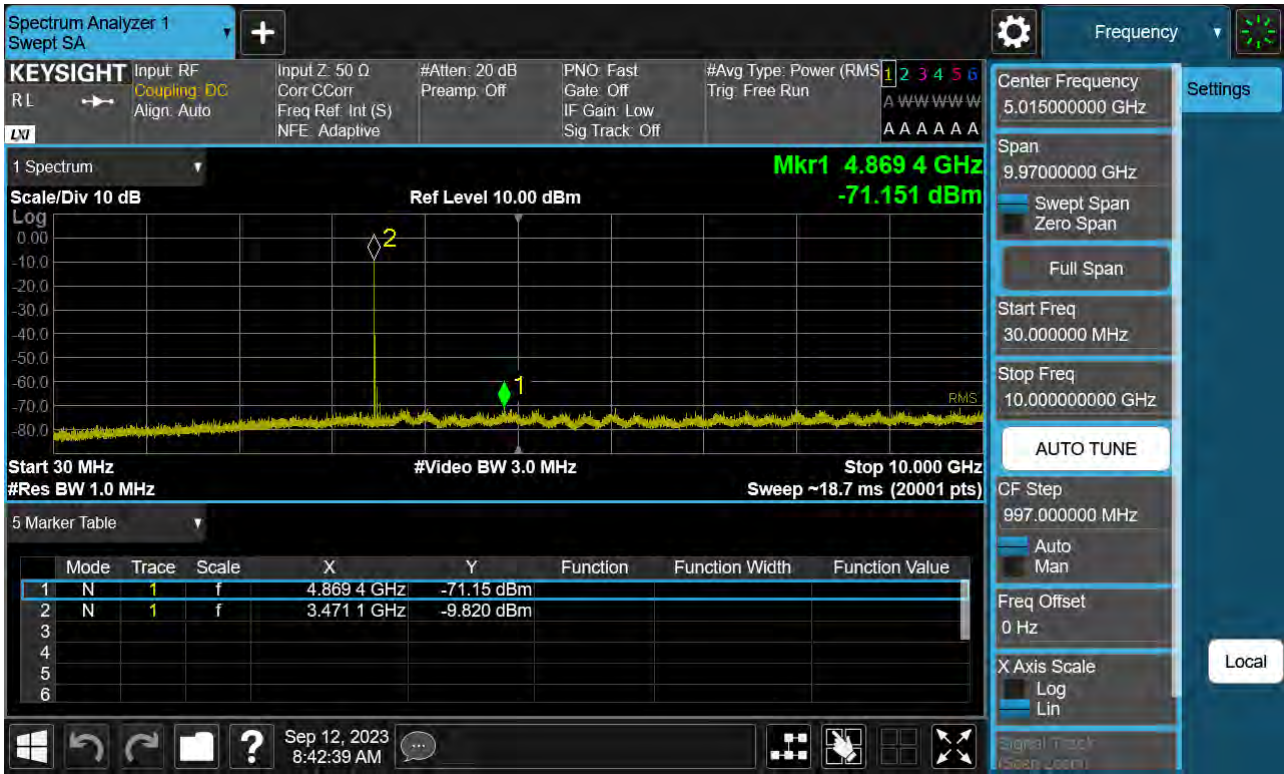 Spectrum Analyzer 1
Swept SA
+
Frequency
KEYSIGHT
RL
LXI
Input: RF
Coupling: DC
Align: Auto
Input Z: 50 Ω
Corr CCorr
Freq Ref: Int (S)
NFE: Adaptive
#Atten: 20 dB
Preamp: Off
PNO: Fast
Gate: Off
IF Gain: Low
Sig Track: Off
#Avg Type: Power (RMS
Trig: Free Run
1 2 3 4 5 6
A W W W W W
A A A A A A
1 Spectrum
Mkr1 4.869 4 GHz
Scale/Div 10 dB
Ref Level 10.00 dBm
-71.151 dBm
Log
0.00
-10.0
-20.0
-30.0
-40.0
-50.0
-60.0
-70.0
-80.0
2
1
RMS
Start 30 MHz
#Video BW 3.0 MHz
Stop 10.000 GHz
#Res BW 1.0 MHz
Sweep ~18.7 ms (20001 pts)
5 Marker Table
Mode Trace Scale X Y Function Function Width Function Value
1 N 1 f 4.869 4 GHz -71.15 dBm
2 N 1 f 3.471 1 GHz -9.820 dBm
3
4
5
6
Sep 12, 2023
8:42:39 AM
?
Center Frequency
5.015000000 GHz
Settings
Span
9.97000000 GHz
Swept Span
Zero Span
Full Span
Start Freq
30.000000 MHz
Stop Freq
10.000000000 GHz
AUTO TUNE
CF Step
997.000000 MHz
Auto
Man
Freq Offset
0 Hz
X Axis Scale
Log
Lin
Local
Signal Track
(Span Zoom)